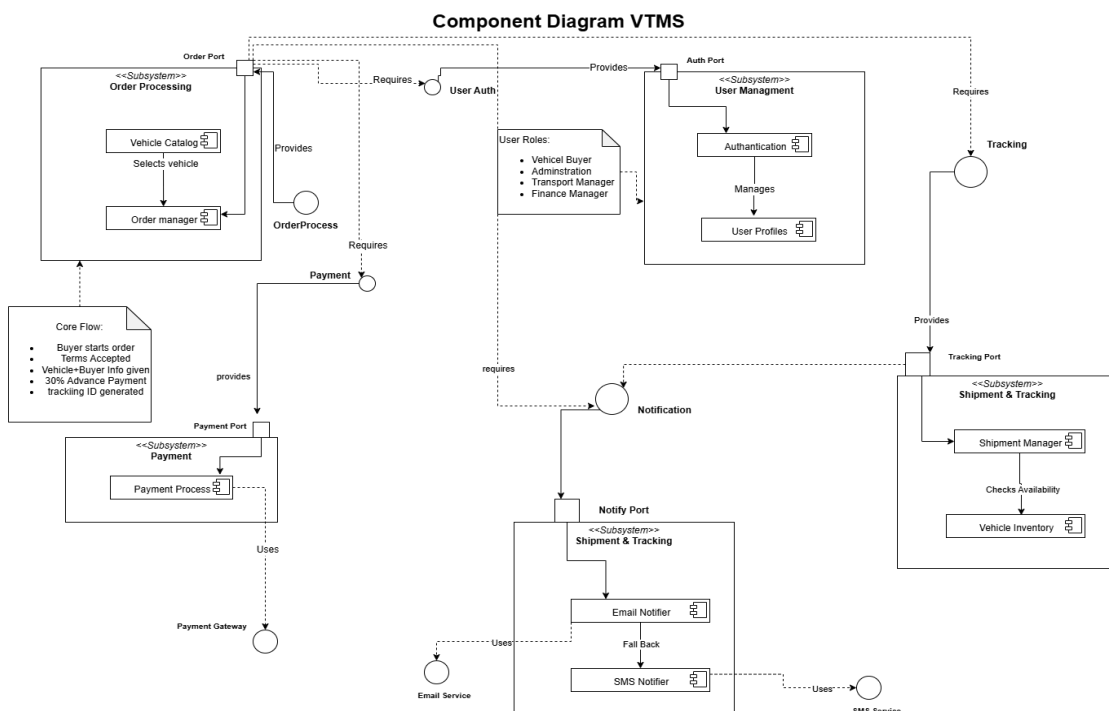 Component Diagram VTMS
Order Port
<<Subsystem>>
Order Processing
Vehicle Catalog
Selects vehicle
Order manager
Provides
OrderProcess
Requires
User Auth
Provides
Auth Port
<<Subsystem>>
User Managment
Authantication
Manages
User Profiles
User Roles:
• Vehicel Buyer
• Adminstration
• Transport Manager
• Finance Manager
Requires
Tracking
Requires
Payment
Core Flow:
• Buyer starts order
• Terms Accepted
• Vehicle+Buyer Info given
• 30% Advance Payment
• trackiing ID generated
provides
Payment Port
<<Subsystem>>
Payment
Payment Process
Uses
Payment Gateway
requires
Notification
Provides
Tracking Port
<<Subsystem>>
Shipment & Tracking
Shipment Manager
Checks Availability
Vehicle Inventory
Notify Port
<<Subsystem>>
Shipment & Tracking
Email Notifier
Fall Back
SMS Notifier
Uses
Email Service
Uses
SMS Service